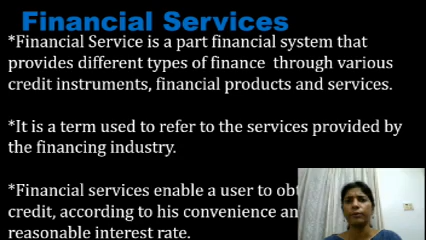 Financial Services
*Financial Service is a part financial system that
provides different types of finance through various
credit instruments, financial products and services.
*It is a term used to refer to the services provided by
the financing industry.
*Financial services enable a user to
credit, according to his convenience
reasonable interest rate.